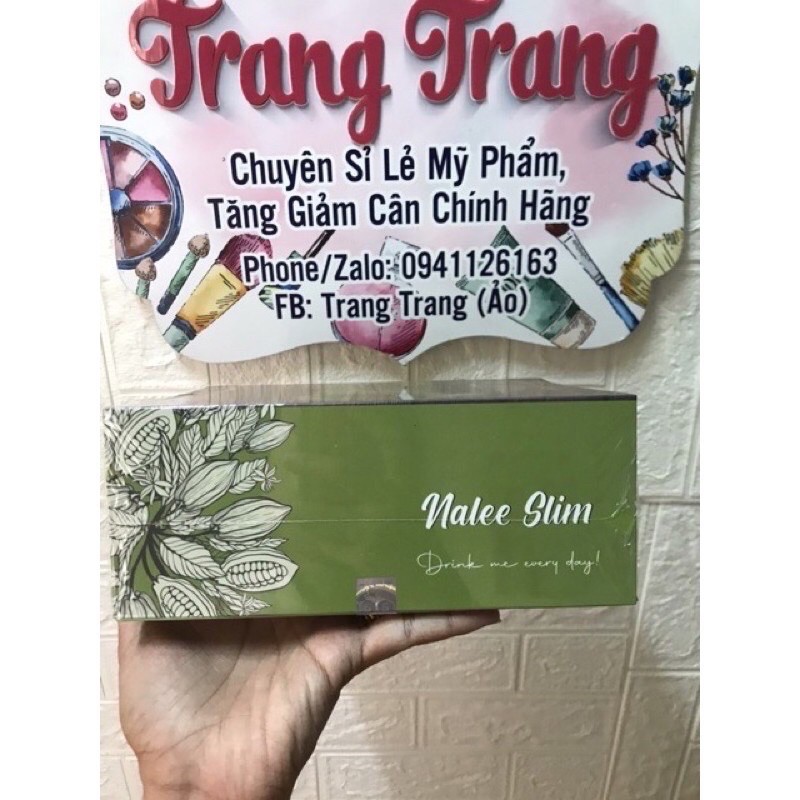 Trang Trang
Chuyên Sỉ Lẻ Mỹ Phẩm,
Tăng Giảm Cân Chính Hãng
Phone/Zalo: 0941126163
FB: Trang Trang (Ảo)
Nalee Slim
Drink me every day!